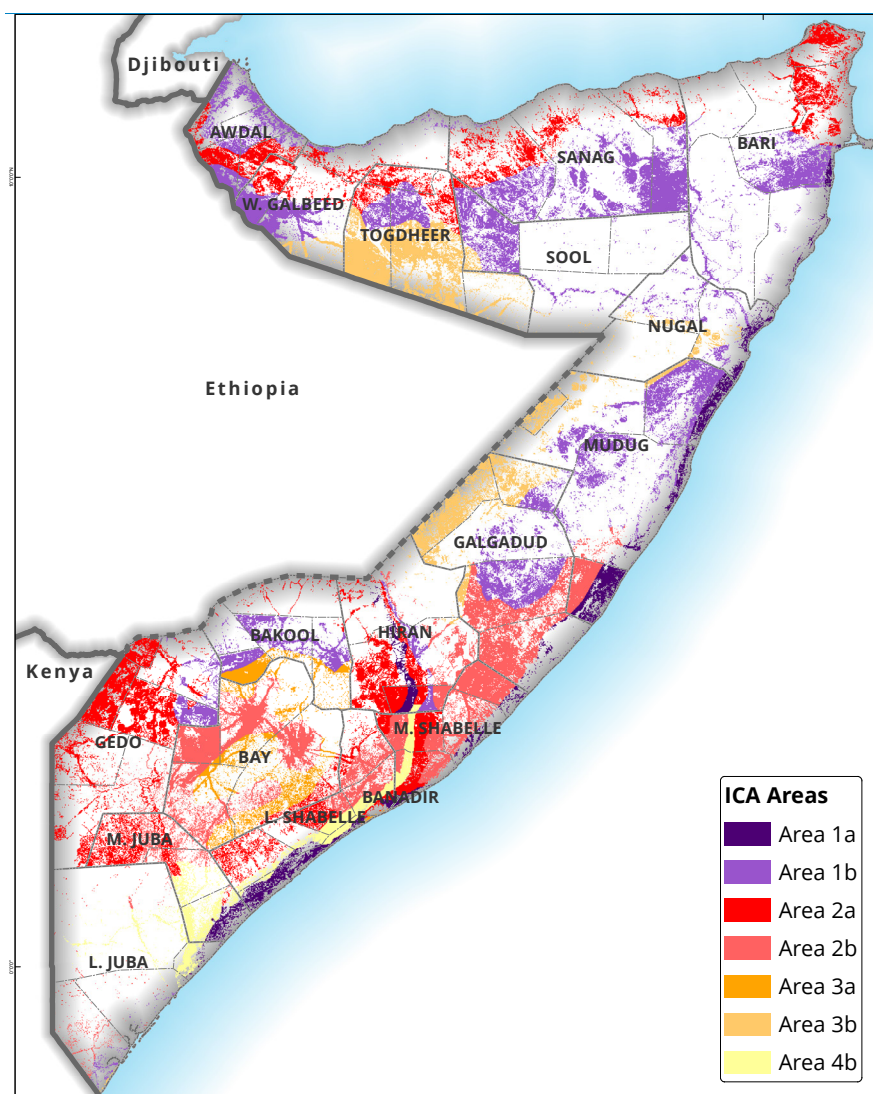 Djibouti
AWDAL
BARI
SANAG
W. GALBEED
TOGDHEER
SOOL
NUGAL
Ethiopia
MUDUG
GALGADUD
HIRAN
BAKOOL
Kenya
M. SHABELLE
GEDO
BAY
BANADIR
L. SHABELLE
M. JUBA
L. JUBA
ICA Areas
Area 1a
Area 1b
Area 2a
Area 2b
Area 3a
Area 3b
Area 4b